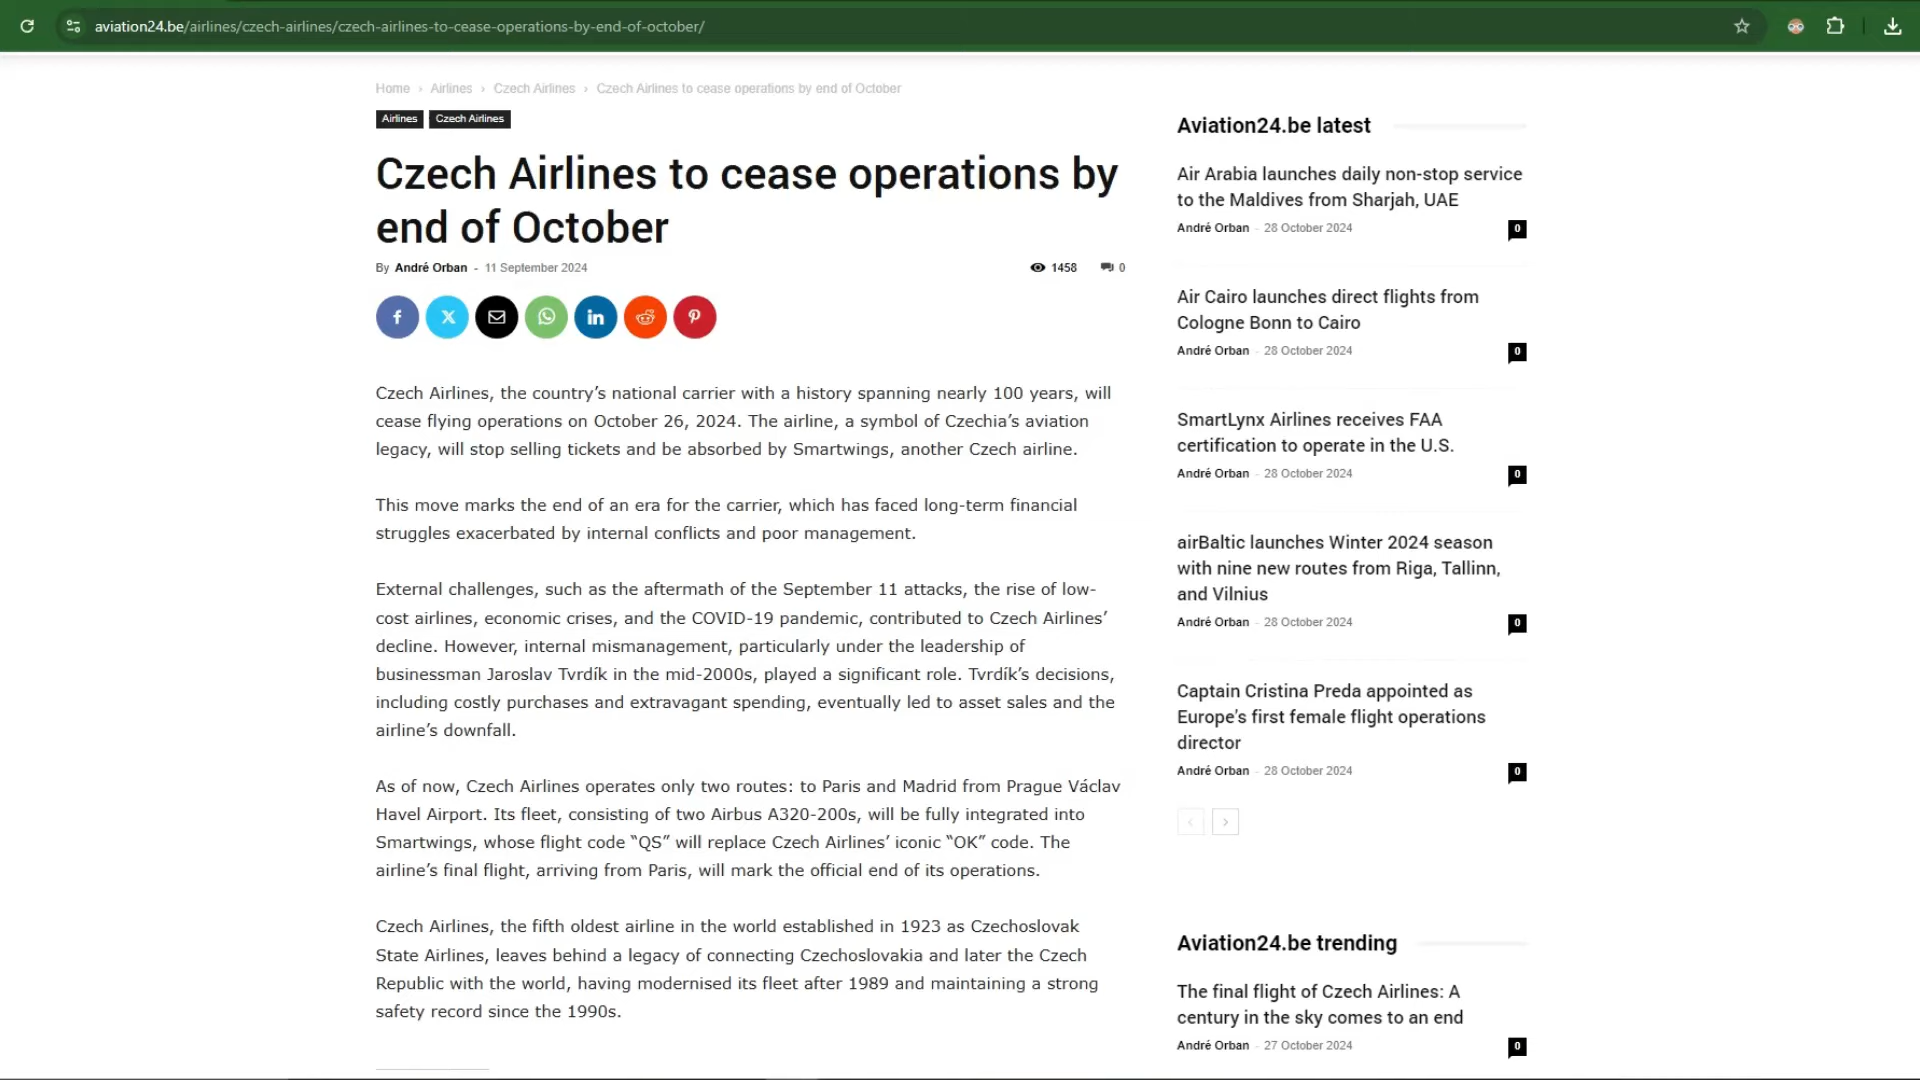 aviation24.be/airlines/czech-airlines/czech-airlines-to-cease-operations-by-end-of-october/
Home › Airlines › Czech Airlines › Czech Airlines to cease operations by end of October
Airlines Czech Airlines
Czech Airlines to cease operations by
end of October
By André Orban - 11 September 2024 1458 0
Czech Airlines, the country’s national carrier with a history spanning nearly 100 years, will
cease flying operations on October 26, 2024. The airline, a symbol of Czechia’s aviation
legacy, will stop selling tickets and be absorbed by Smartwings, another Czech airline.
This move marks the end of an era for the carrier, which has faced long-term financial
struggles exacerbated by internal conflicts and poor management.
External challenges, such as the aftermath of the September 11 attacks, the rise of low-
cost airlines, economic crises, and the COVID-19 pandemic, contributed to Czech Airlines’
decline. However, internal mismanagement, particularly under the leadership of
businessman Jaroslav Tvrdík in the mid-2000s, played a significant role. Tvrdík’s decisions,
including costly purchases and extravagant spending, eventually led to asset sales and the
airline’s downfall.
As of now, Czech Airlines operates only two routes: to Paris and Madrid from Prague Václav
Havel Airport. Its fleet, consisting of two Airbus A320-200s, will be fully integrated into
Smartwings, whose flight code “QS” will replace Czech Airlines’ iconic “OK” code. The
airline’s final flight, arriving from Paris, will mark the official end of its operations.
Czech Airlines, the fifth oldest airline in the world established in 1923 as Czechoslovak
State Airlines, leaves behind a legacy of connecting Czechoslovakia and later the Czech
Republic with the world, having modernised its fleet after 1989 and maintaining a strong
safety record since the 1990s.
Aviation24.be latest
Air Arabia launches daily non-stop service
to the Maldives from Sharjah, UAE
André Orban - 28 October 2024 0
Air Cairo launches direct flights from
Cologne Bonn to Cairo
André Orban - 28 October 2024 0
SmartLynx Airlines receives FAA
certification to operate in the U.S.
André Orban - 28 October 2024 0
airBaltic launches Winter 2024 season
with nine new routes from Riga, Tallinn,
and Vilnius
André Orban - 28 October 2024 0
Captain Cristina Preda appointed as
Europe’s first female flight operations
director
André Orban - 28 October 2024 0
Aviation24.be trending
The final flight of Czech Airlines: A
century in the sky comes to an end
André Orban - 27 October 2024 0